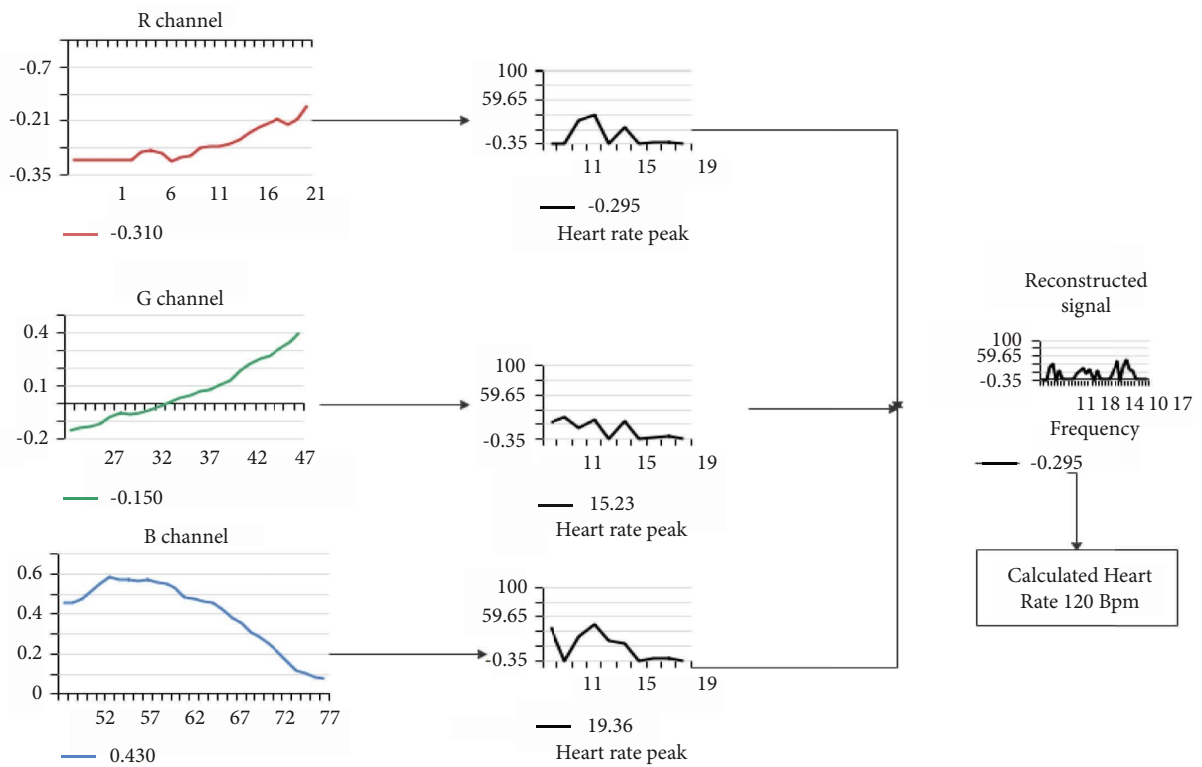 R channel
-0.7
-0.21
-0.35
1 6 11 16 21
-0.310
100
59.65
-0.35
11 15 19
-0.295
Heart rate peak
G channel
0.4
0.1
-0.2
27 32 37 42 47
-0.150
100
59.65
-0.35
11 15 19
15.23
Heart rate peak
B channel
0.6
0.4
0.2
0
52 57 62 67 72 77
0.430
100
59.65
-0.35
11 15 19
19.36
Heart rate peak
Reconstructed
signal
100
59.65
-0.35
11 18 14 10 17
Frequency
-0.295
Calculated Heart
Rate 120 Bpm